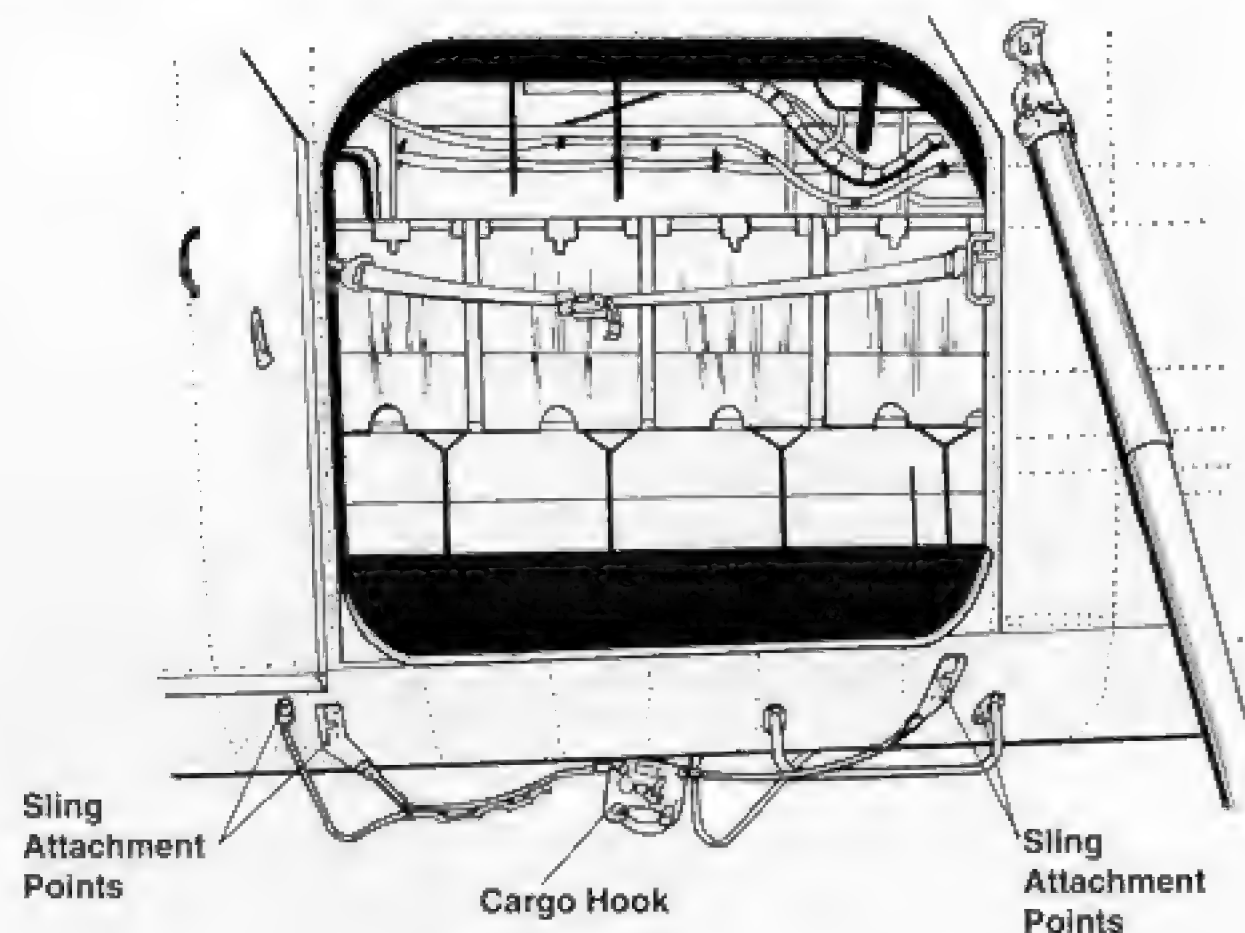 Sling
Attachment
Points
Cargo Hook
Sling
Attachment
Points